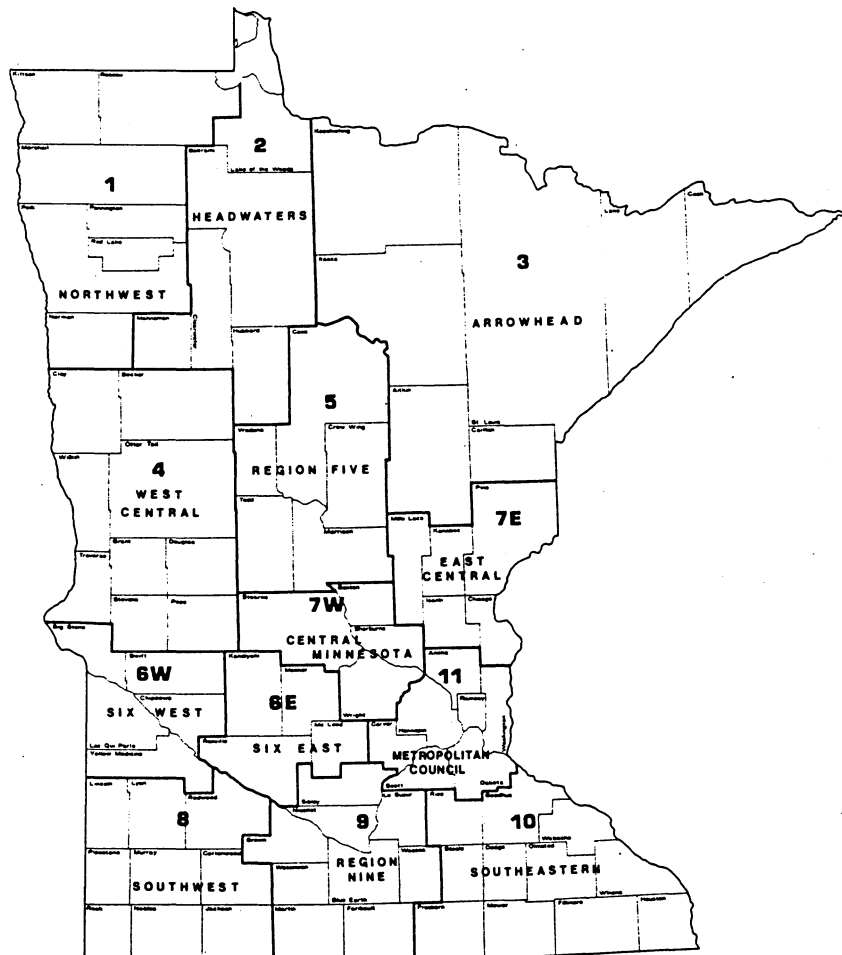 Kittson
Roseau
Koochiching
2
Marshall
Beltrami
Lake of the Woods
1
Cook
Lake
Polk
Pennington
HEADWATERS
Red Lake
Itasca
3
NORTHWEST
ARROWHEAD
Norman
Mahnomen
Clearwater
Hubbard
Cass
Clay
Becker
Aitkin
5
St. Louis
Carlton
Wadena
Crow Wing
Otter Tail
Wilkin
4
REGION FIVE
WEST
CENTRAL
Pine
Todd
Mille Lacs
7E
Kanabec
Morrison
Grant
Douglas
Traverse
EAST
CENTRAL
Benton
Stearns
7W
Isanti
Chisago
Stevens
Pope
Big Stone
Sherburne
CENTRAL
MINNESOTA
Swift
Kandiyohi
Anoka
6W
Meeker
11
Chippewa
6E
Ramsey
SIX WEST
Wright
Mc Leod
Carver
Hennepin
Washington
Renville
SIX EAST
Lac Qui Parle
Yellow Medicine
METROPOLITAN
COUNCIL
Lincoln
Lyon
Redwood
Scott
Dakota
Sibley
Le Sueur
Rice
Goodhue
Nicollet
8
9
10
Brown
Wabasha
Pipestone
Murray
Cottonwood
Watonwan
Waseca
Steele
Dodge
Olmsted
REGION
NINE
SOUTHWEST
SOUTHEASTERN
Winona
Blue Earth
Rock
Nobles
Jackson
Martin
Faribault
Freeborn
Mower
Fillmore
Houston